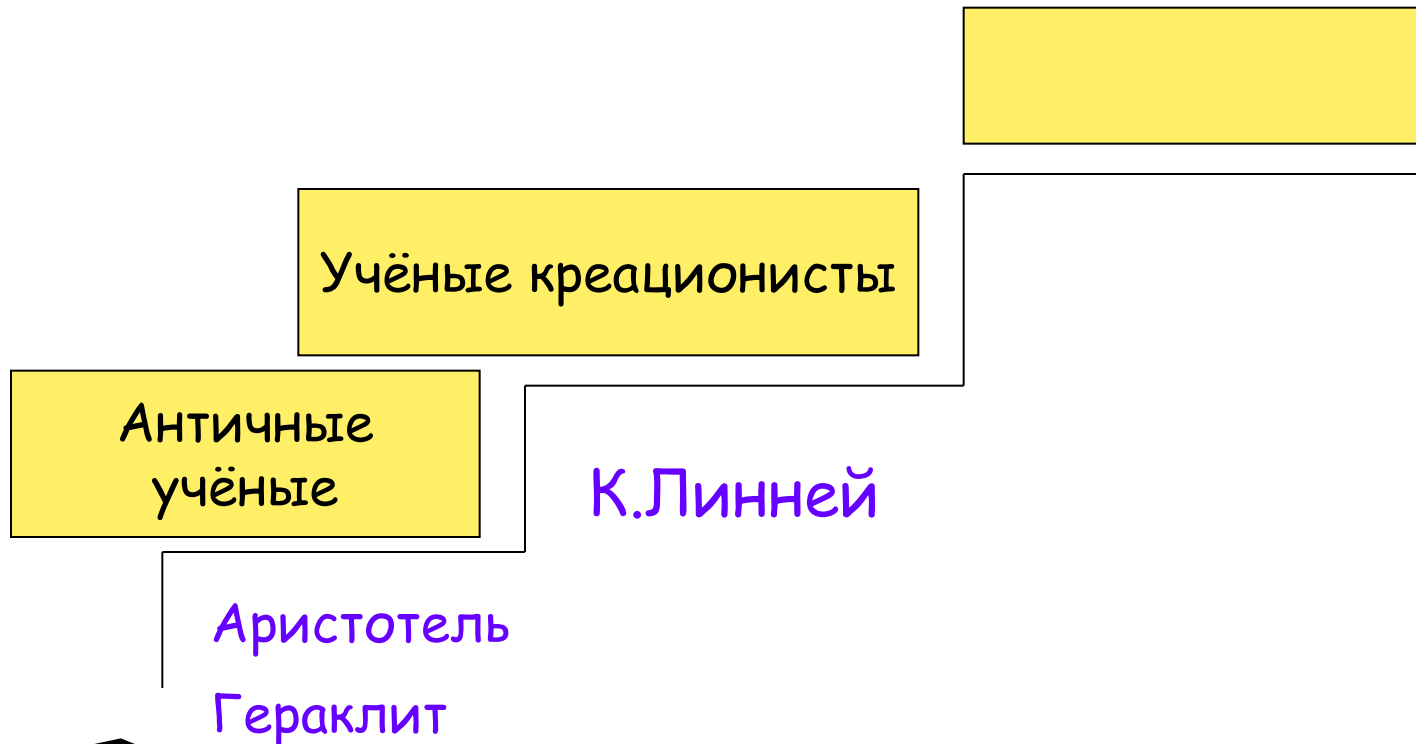 Учёные креационисты
Античные
учёные
К.Линней
Аристотель
Гераклит